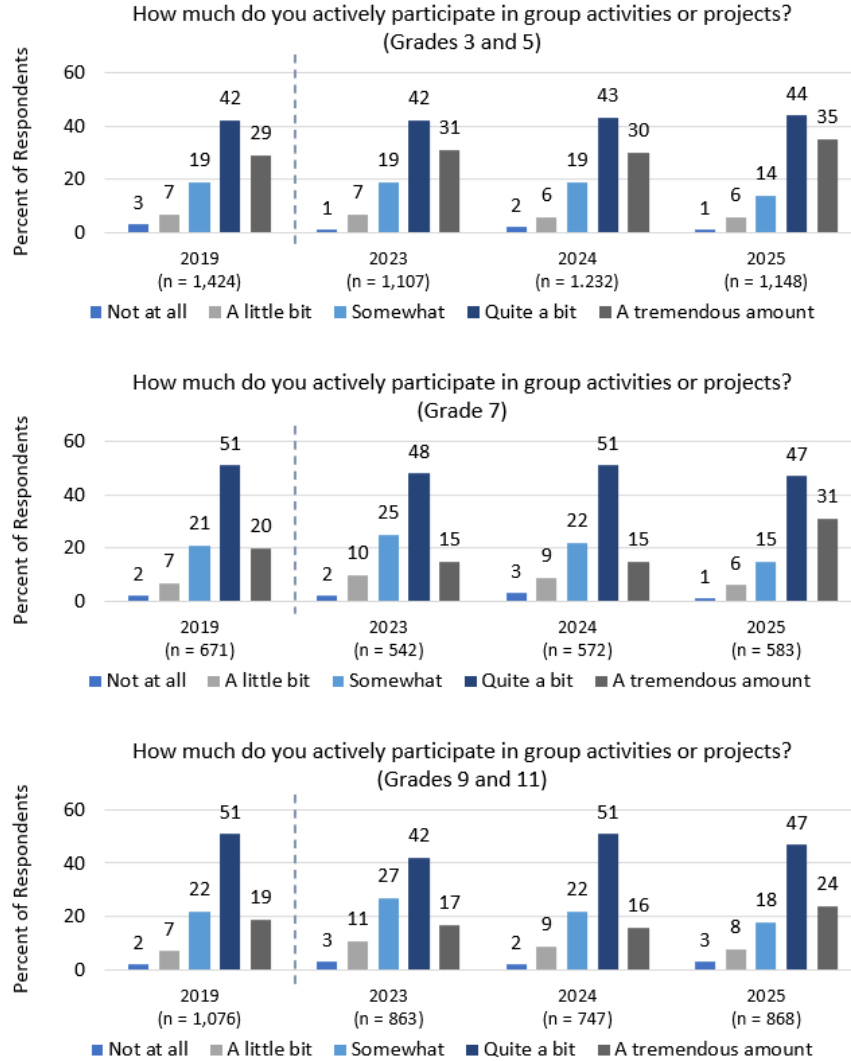 How much do you actively participate in group activities or projects?
(Grades 3 and 5)
Percent of Respondents
60
40
20
0
3 7 19 42 29
1 7 19 42 31
2 6 19 43 30
1 6 14 44 35
2019 2023 2024 2025
(n = 1,424) (n = 1,107) (n = 1.232) (n = 1,148)
Not at all A little bit Somewhat Quite a bit A tremendous amount
How much do you actively participate in group activities or projects?
(Grade 7)
Percent of Respondents
60
40
20
0
2 7 21 51 20
2 10 25 48 15
3 9 22 51 15
1 6 15 47 31
2019 2023 2024 2025
(n = 671) (n = 542) (n = 572) (n = 583)
Not at all A little bit Somewhat Quite a bit A tremendous amount
How much do you actively participate in group activities or projects?
(Grades 9 and 11)
Percent of Respondents
60
40
20
0
2 7 22 51 19
3 11 27 42 17
2 9 22 51 16
3 8 18 47 24
2019 2023 2024 2025
(n = 1,076) (n = 863) (n = 747) (n = 868)
Not at all A little bit Somewhat Quite a bit A tremendous amount